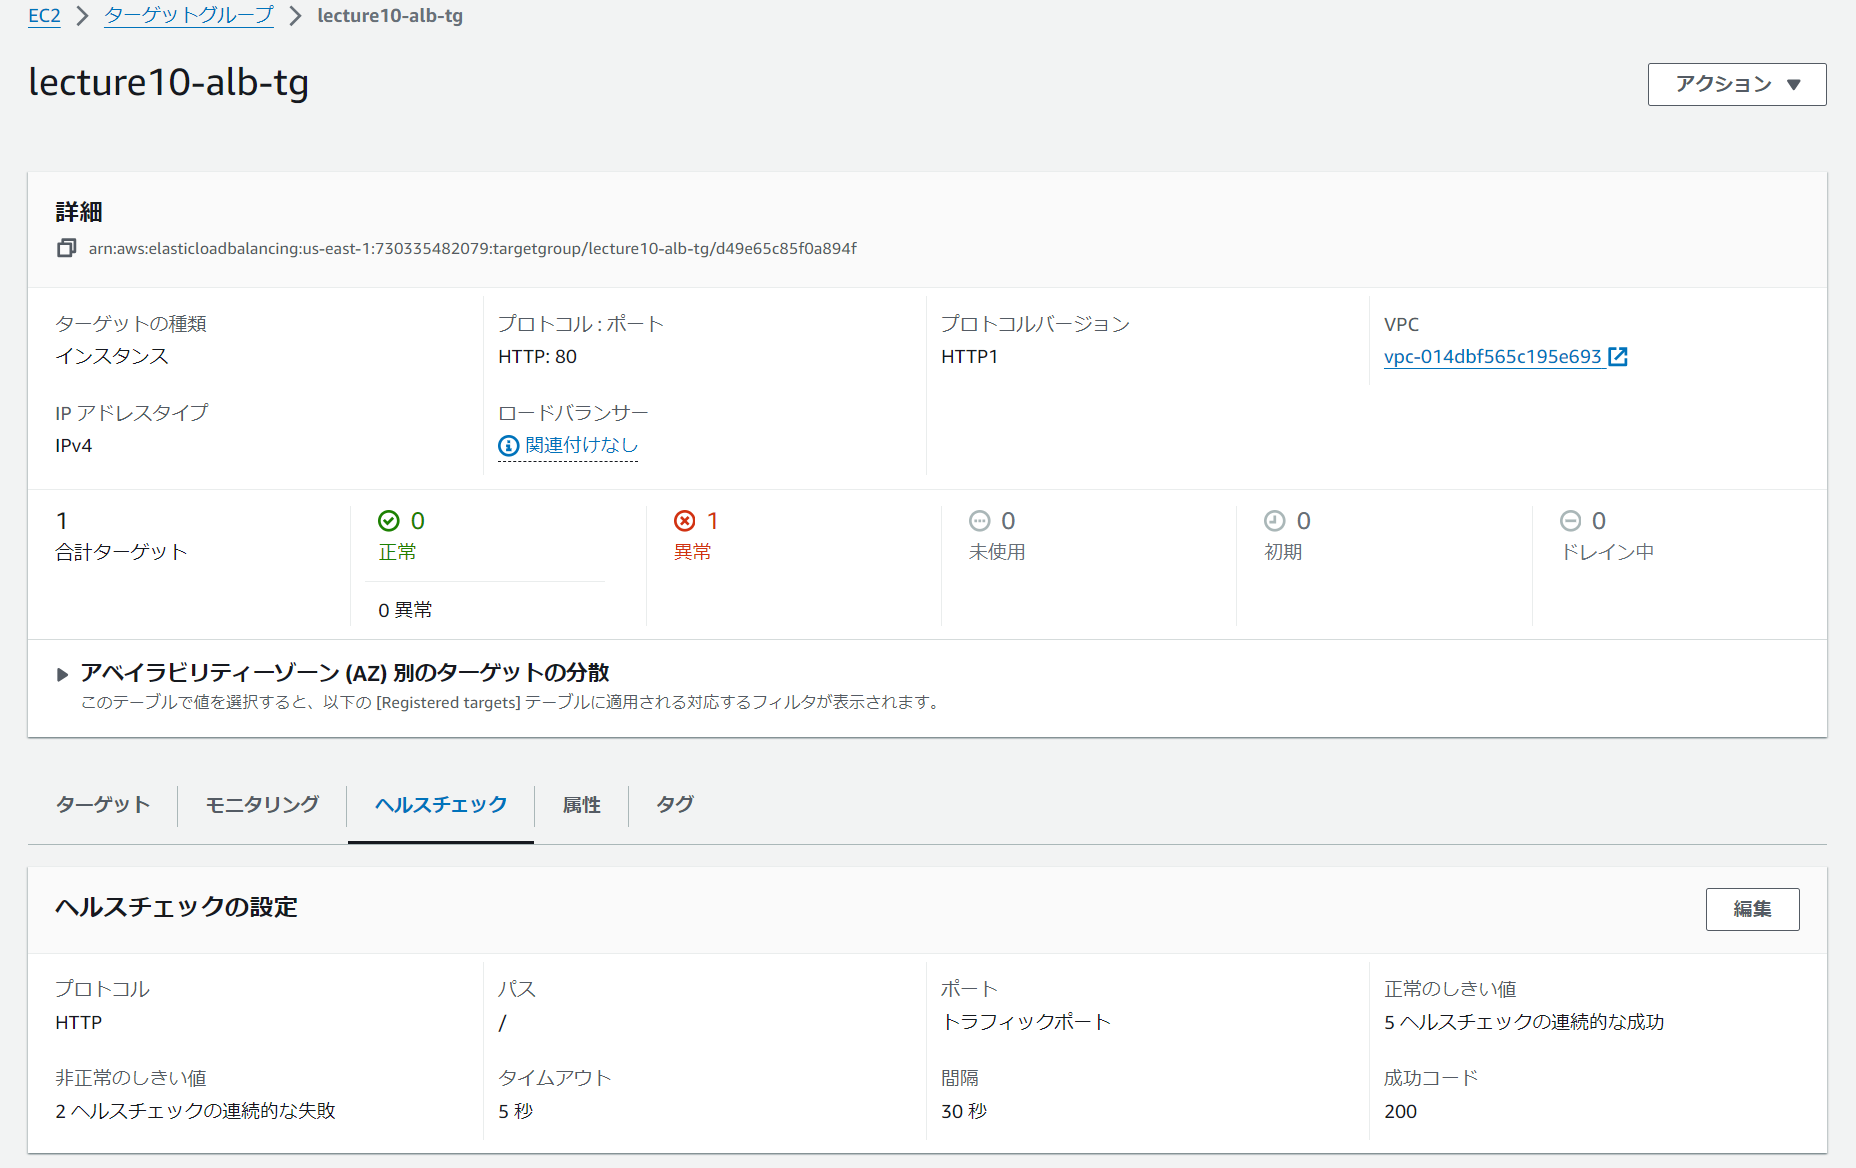 EC2 > ターゲットグループ > lecture10-alb-tg
lecture10-alb-tg
アクション ▼
詳細
arn:aws:elasticloadbalancing:us-east-1:730335482079:targetgroup/lecture10-alb-tg/d49e65c85f0a894f
ターゲットの種類
インスタンス
プロトコル : ポート
HTTP: 80
プロトコルバージョン
HTTP1
VPC
vpc-014dbf565c195e693
IP アドレスタイプ
IPv4
ロードバランサー
関連付けなし
1
合計ターゲット
0
正常
0 異常
1
異常
0
未使用
0
初期
0
ドレイン中
アベイラビリティーゾーン (AZ) 別のターゲットの分散
このテーブルで値を選択すると、以下の [Registered targets] テーブルに適用される対応するフィルタが表示されます。
ターゲット
モニタリング
ヘルスチェック
属性
タグ
ヘルスチェックの設定
編集
プロトコル
HTTP
パス
/
ポート
トラフィックポート
正常のしきい値
5 ヘルスチェックの連続的な成功
非正常のしきい値
2 ヘルスチェックの連続的な失敗
タイムアウト
5 秒
間隔
30 秒
成功コード
200